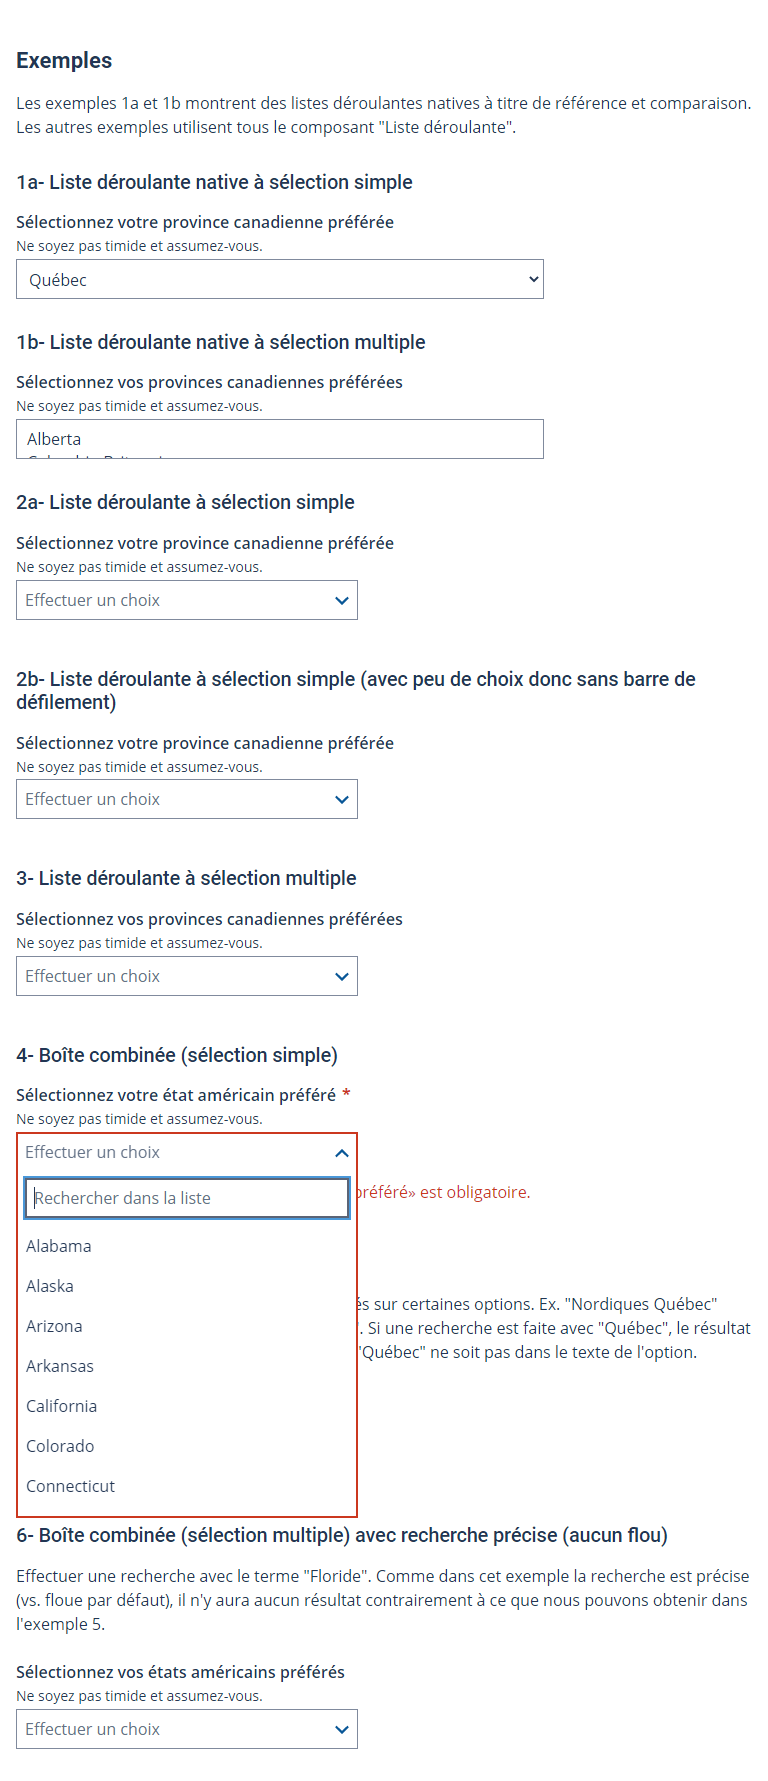 Exemples
Les exemples 1a et 1b montrent des listes déroulantes natives à titre de référence et comparaison.
Les autres exemples utilisent tous le composant "Liste déroulante".
1a- Liste déroulante native à sélection simple
Sélectionnez votre province canadienne préférée
Ne soyez pas timide et assumez-vous.
Québec
1b- Liste déroulante native à sélection multiple
Sélectionnez vos provinces canadiennes préférées
Ne soyez pas timide et assumez-vous.
Alberta
2a- Liste déroulante à sélection simple
Sélectionnez votre province canadienne préférée
Ne soyez pas timide et assumez-vous.
Effectuer un choix
2b- Liste déroulante à sélection simple (avec peu de choix donc sans barre de
défilement)
Sélectionnez votre province canadienne préférée
Ne soyez pas timide et assumez-vous.
Effectuer un choix
3- Liste déroulante à sélection multiple
Sélectionnez vos provinces canadiennes préférées
Ne soyez pas timide et assumez-vous.
Effectuer un choix
4- Boîte combinée (sélection simple)
Sélectionnez votre état américain préféré *
Ne soyez pas timide et assumez-vous.
Effectuer un choix
préféré» est obligatoire.
Rechercher dans la liste
Alabama
Alaska
és sur certaines options. Ex. "Nordiques Québec"
Arizona
'. Si une recherche est faite avec "Québec", le résultat
"Québec" ne soit pas dans le texte de l'option.
Arkansas
California
Colorado
Connecticut
6- Boîte combinée (sélection multiple) avec recherche précise (aucun flou)
Effectuer une recherche avec le terme "Floride". Comme dans cet exemple la recherche est précise
(vs. floue par défaut), il n'y aura aucun résultat contrairement à ce que nous pouvons obtenir dans
l'exemple 5.
Sélectionnez vos états américains préférés
Ne soyez pas timide et assumez-vous.
Effectuer un choix